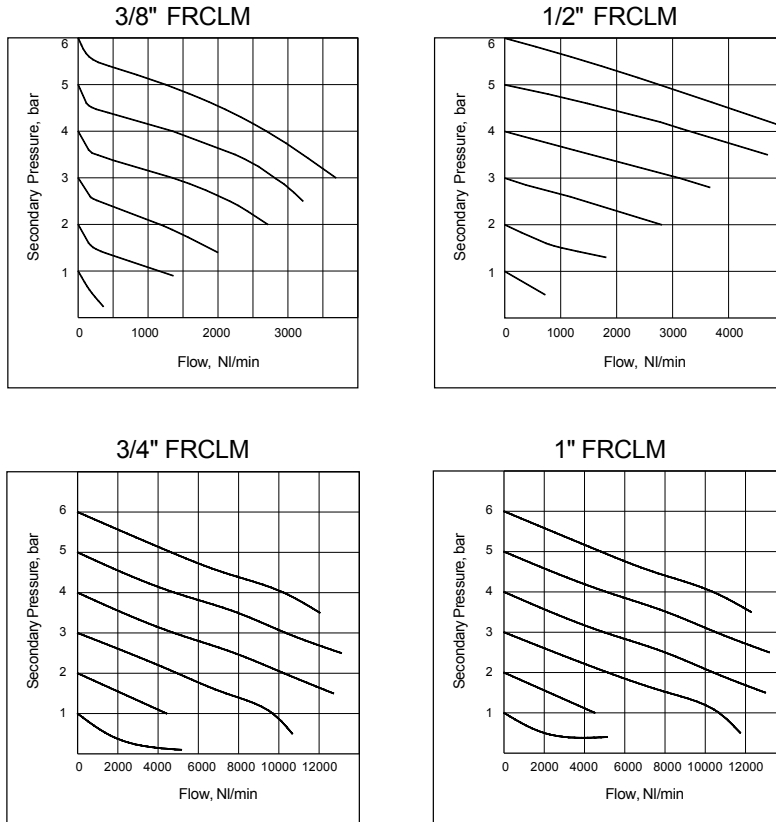 3/8" FRCLM
6
5
4
3
2
1
Secondary Pressure, bar
0 1000 2000 3000
Flow, Nl/min
1/2" FRCLM
6
5
4
3
2
1
Secondary Pressure, bar
0 1000 2000 3000 4000
Flow, Nl/min
3/4" FRCLM
6
5
4
3
2
1
Secondary Pressure, bar
0 2000 4000 6000 8000 10000 12000
Flow, Nl/min
1" FRCLM
6
5
4
3
2
1
Secondary Pressure, bar
0 2000 4000 6000 8000 10000 12000
Flow, Nl/min